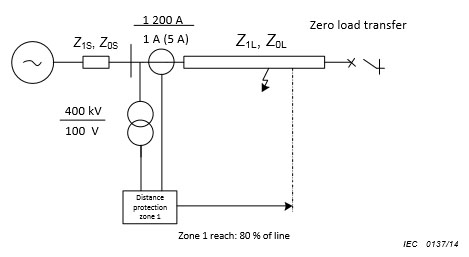 1 200 A
1 A (5 A)
Zero load transfer
Z1S, Z0S
Z1L, Z0L
400 kV
100 V
Distance
protection
zone 1
Zone 1 reach: 80 % of line
IEC 0137/14